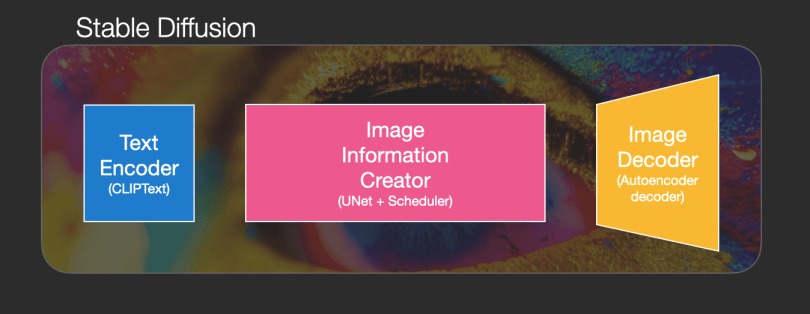 Stable Diffusion
Text
Encoder
(CLIPText)
Image
Information
Creator
(UNet + Scheduler)
Image
Decoder
(Autoencoder
decoder)